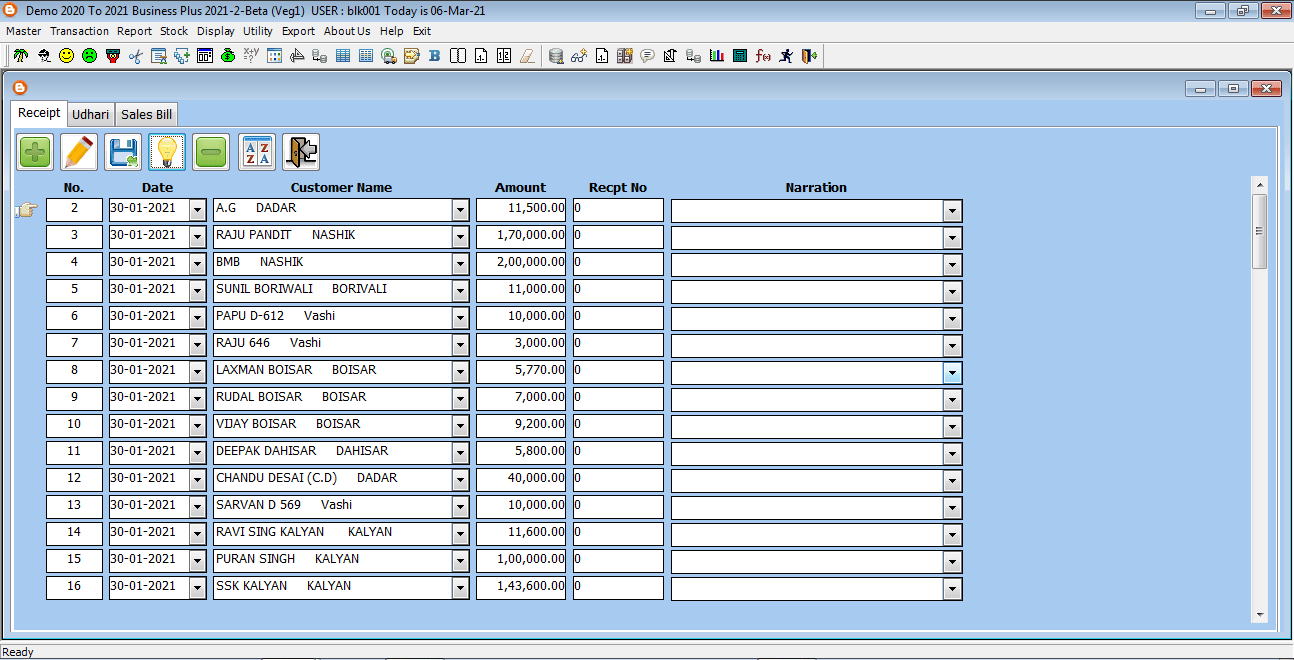 Demo 2020 To 2021 Business Plus 2021-2-Beta (Veg1) USER : blk001 Today is 06-Mar-21
Master Transaction Report Stock Display Utility Export About Us Help Exit
Receipt Udhari Sales Bill
No. Date Customer Name Amount Recpt No Narration
2 30-01-2021 A.G DADAR 11,500.00 0
3 30-01-2021 RAJU PANDIT NASHIK 1,70,000.00 0
4 30-01-2021 BMB NASHIK 2,00,000.00 0
5 30-01-2021 SUNIL BORIWALI BORIVALI 11,000.00 0
6 30-01-2021 PAPU D-612 Vashi 10,000.00 0
7 30-01-2021 RAJU 646 Vashi 3,000.00 0
8 30-01-2021 LAXMAN BOISAR BOISAR 5,770.00 0
9 30-01-2021 RUDAL BOISAR BOISAR 7,000.00 0
10 30-01-2021 VIJAY BOISAR BOISAR 9,200.00 0
11 30-01-2021 DEEPAK DAHISAR DAHISAR 5,800.00 0
12 30-01-2021 CHANDU DESAI (C.D) DADAR 40,000.00 0
13 30-01-2021 SARVAN D 569 Vashi 10,000.00 0
14 30-01-2021 RAVI SING KALYAN KALYAN 11,600.00 0
15 30-01-2021 PURAN SINGH KALYAN 1,00,000.00 0
16 30-01-2021 SSK KALYAN KALYAN 1,43,600.00 0
Ready